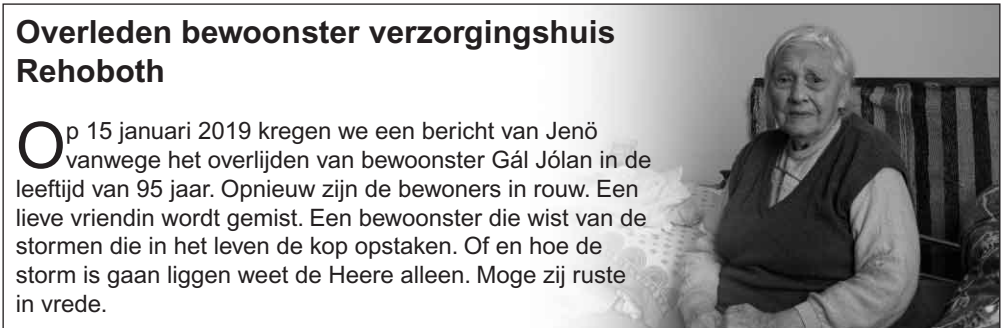 Overleden bewoonster verzorgingshuis
Rehoboth
Op 15 januari 2019 kregen we een bericht van Jenö
vanwege het overlijden van bewoonster Gál Jólan in de
leeftijd van 95 jaar. Opnieuw zijn de bewoners in rouw. Een
lieve vriendin wordt gemist. Een bewoonster die wist van de
stormen die in het leven de kop opstaken. Of en hoe de
storm is gaan liggen weet de Heere alleen. Moge zij ruste
in vrede.